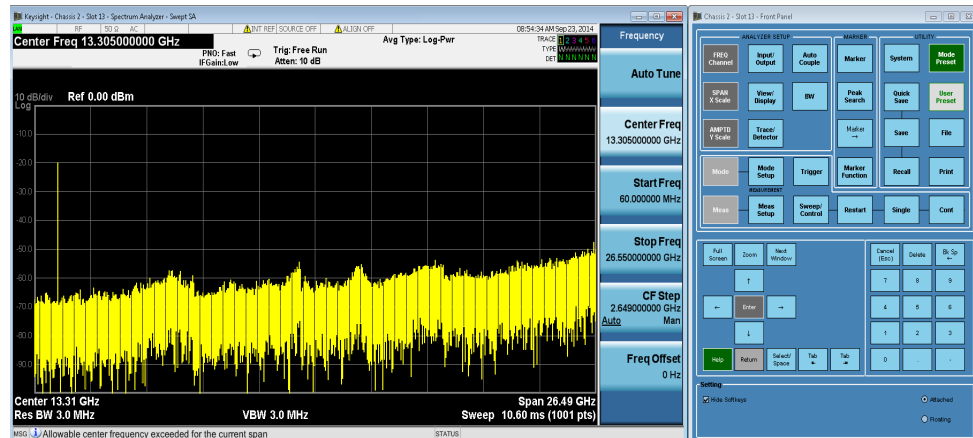 Keysight - Chassis 2 - Slot 13 - Spectrum Analyzer - Swept SA
RF 50 Ω AC INT REF SOURCE OFF ALIGN OFF 08:54:34 AM Sep 23, 2014
Center Freq 13.305000000 GHz
Avg Type: Log-Pwr
TRACE 1 2 3 4 5 6
TYPE
DET N N N N N N
PNO: Fast
IFGain:Low
Trig: Free Run
Atten: 10 dB
10 dB/div Ref 0.00 dBm
Log
-10.0
-20.0
-30.0
-40.0
-50.0
-60.0
-70.0
-80.0
-90.0
Center 13.31 GHz
Span 26.49 GHz
Res BW 3.0 MHz
VBW 3.0 MHz
Sweep 10.60 ms (1001 pts)
MSG Allowable center frequency exceeded for the current span
STATUS
Frequency
Auto Tune
Center Freq
13.305000000 GHz
Start Freq
60.000000 MHz
Stop Freq
26.550000000 GHz
CF Step
2.649000000 GHz
Auto Man
Freq Offset
0 Hz
Chassis 2 - Slot 13 - Front Panel
ANALYZER SETUP
MARKER
UTILITY
FREQ Channel
Input/ Output
Auto Couple
Marker
System
Mode Preset
SPAN X Scale
View/ Display
BW
Peak Search
Quick Save
User Preset
AMPTD Y Scale
Trace/ Detector
Marker →
Save
File
Mode
Mode Setup
Trigger
Marker Function
Recall
Print
MEASUREMENT
Meas
Meas Setup
Sweep/ Control
Restart
Single
Cont
Full Screen
Zoom
Next Window
Cancel (Esc)
Delete
Bk Sp ←
↑
7
8
9
←
Enter
→
4
5
6
↓
1
2
3
Help
Return
Select/ Space
Tab
Tab
0
.
-
Setting
Hide Softkeys
Attached
Floating